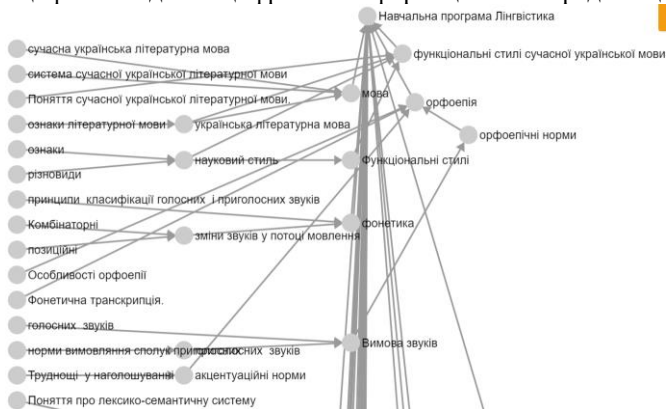 Навчальна програма Лінгвістика
сучасна українська літературна мова
функціональні стилі сучасної української мови
система сучасної української літературної мови
Поняття сучасної української літературної мови.
мова
орфоепія
ознаки літературної мови
українська літературна мова
орфоепічні норми
ознаки
науковий стиль
Функціональні стилі
різновиди
принципи класифікації голосних і приголосних звуків
Комбінаторні
фонетика
зміни звуків у потоці мовлення
позиційні
Особливості орфоепії
Фонетична транскрипція.
голосних звуків
Вимова звуків
норми вимовляння сполук приголосних
звуків
Труднощі у наголошуванні
акцентуаційні норми
Поняття про лексико-семантичну систему